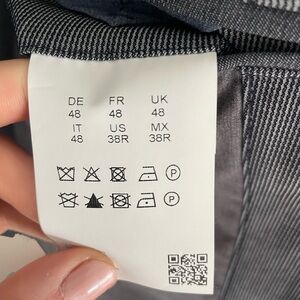 DE FR UK
48 48 48
IT US MX
48 38R 38R
P
P